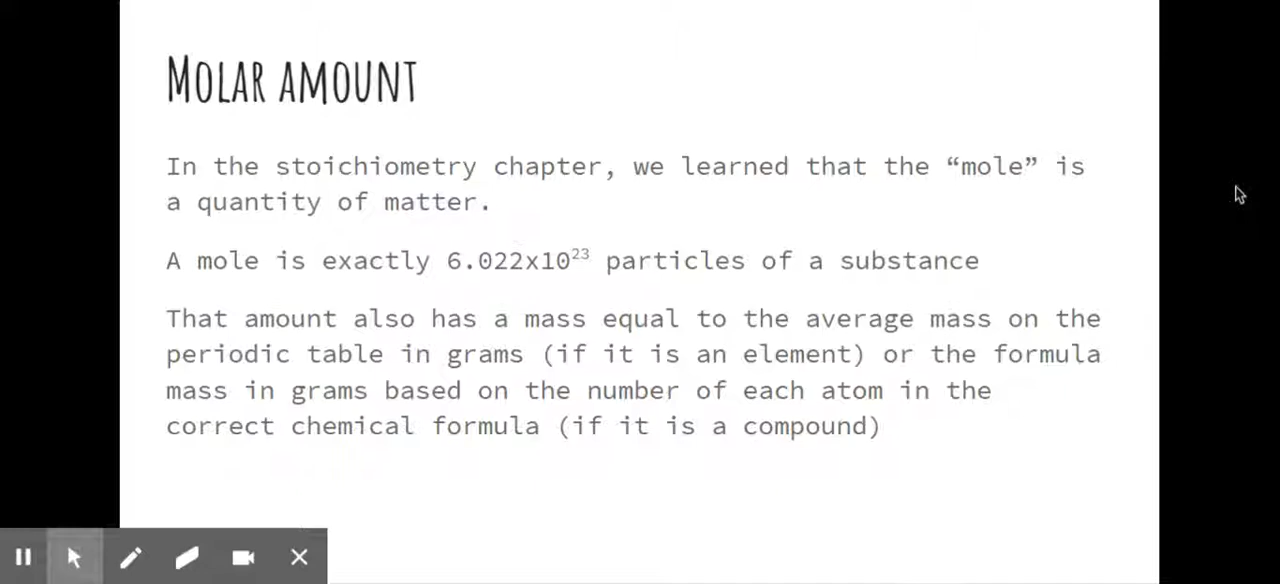 Molar amount
In the stoichiometry chapter, we learned that the “mole” is
a quantity of matter.
A mole is exactly 6.022x10²³ particles of a substance
That amount also has a mass equal to the average mass on the
periodic table in grams (if it is an element) or the formula
mass in grams based on the number of each atom in the
correct chemical formula (if it is a compound)